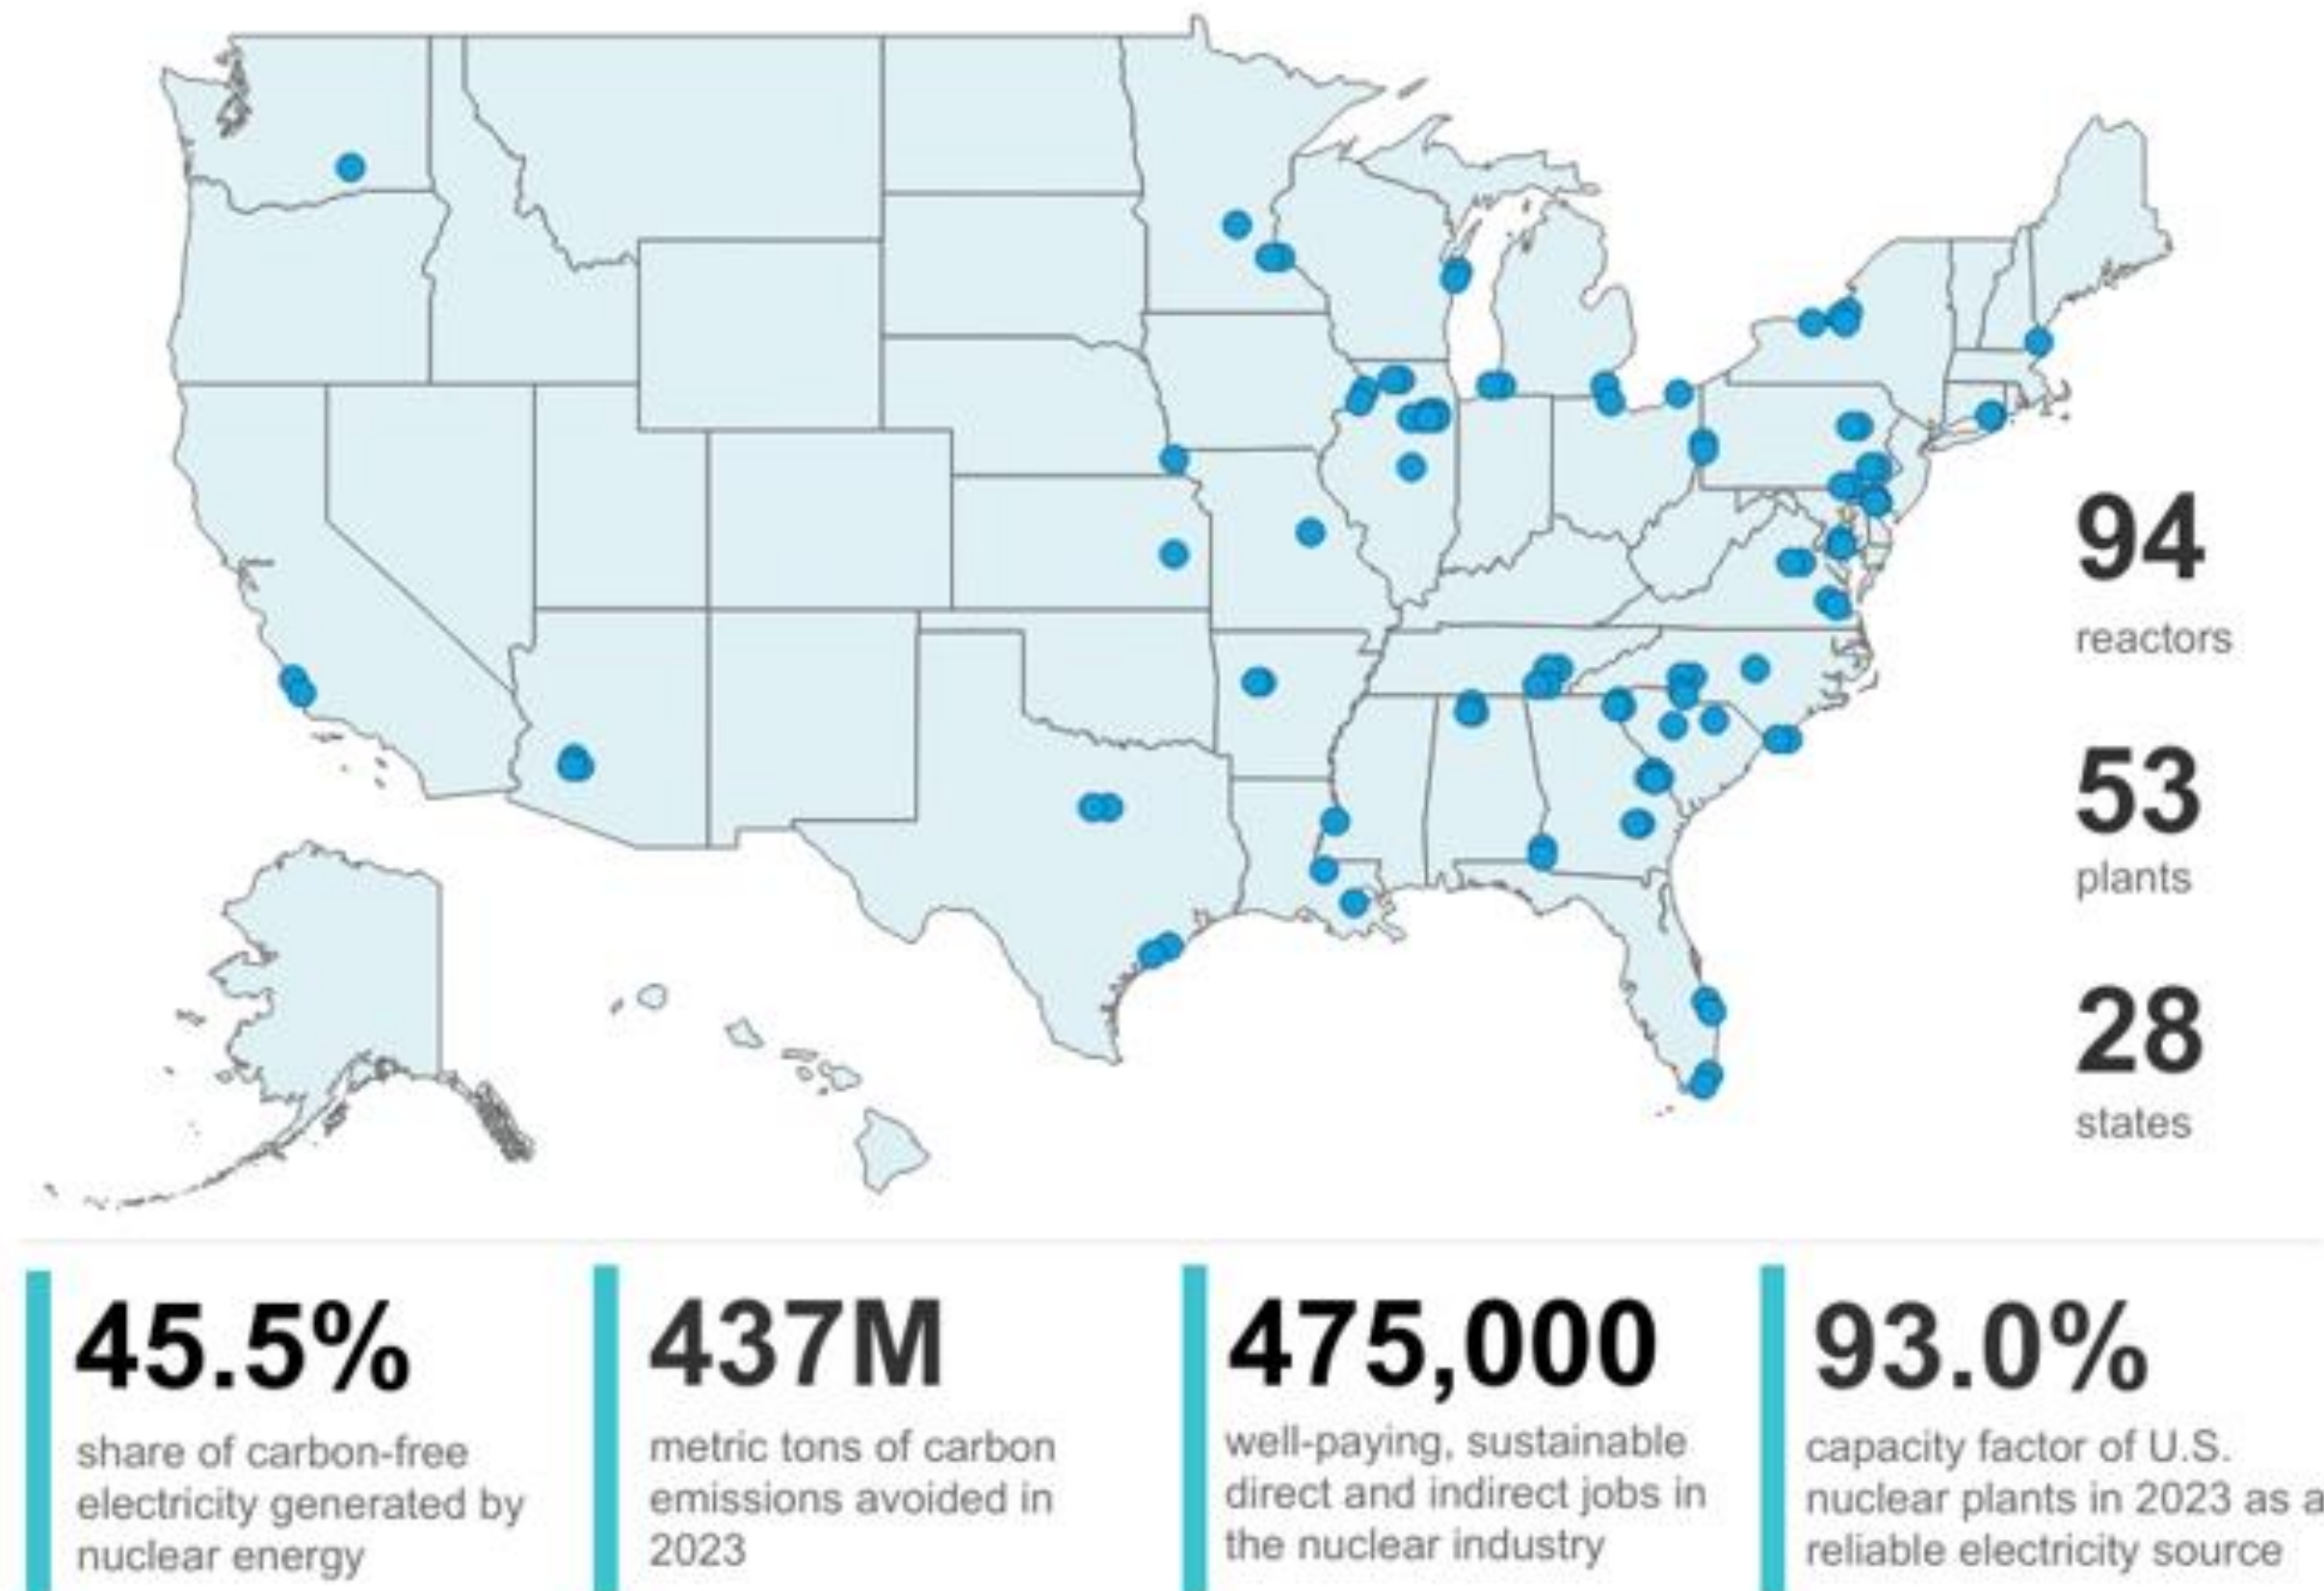 94
reactors
53
plants
28
states
45.5%
share of carbon-free
electricity generated by
nuclear energy
437M
metric tons of carbon
emissions avoided in
2023
475,000
well-paying, sustainable
direct and indirect jobs in
the nuclear industry
93.0%
capacity factor of U.S.
nuclear plants in 2023 as a
reliable electricity source